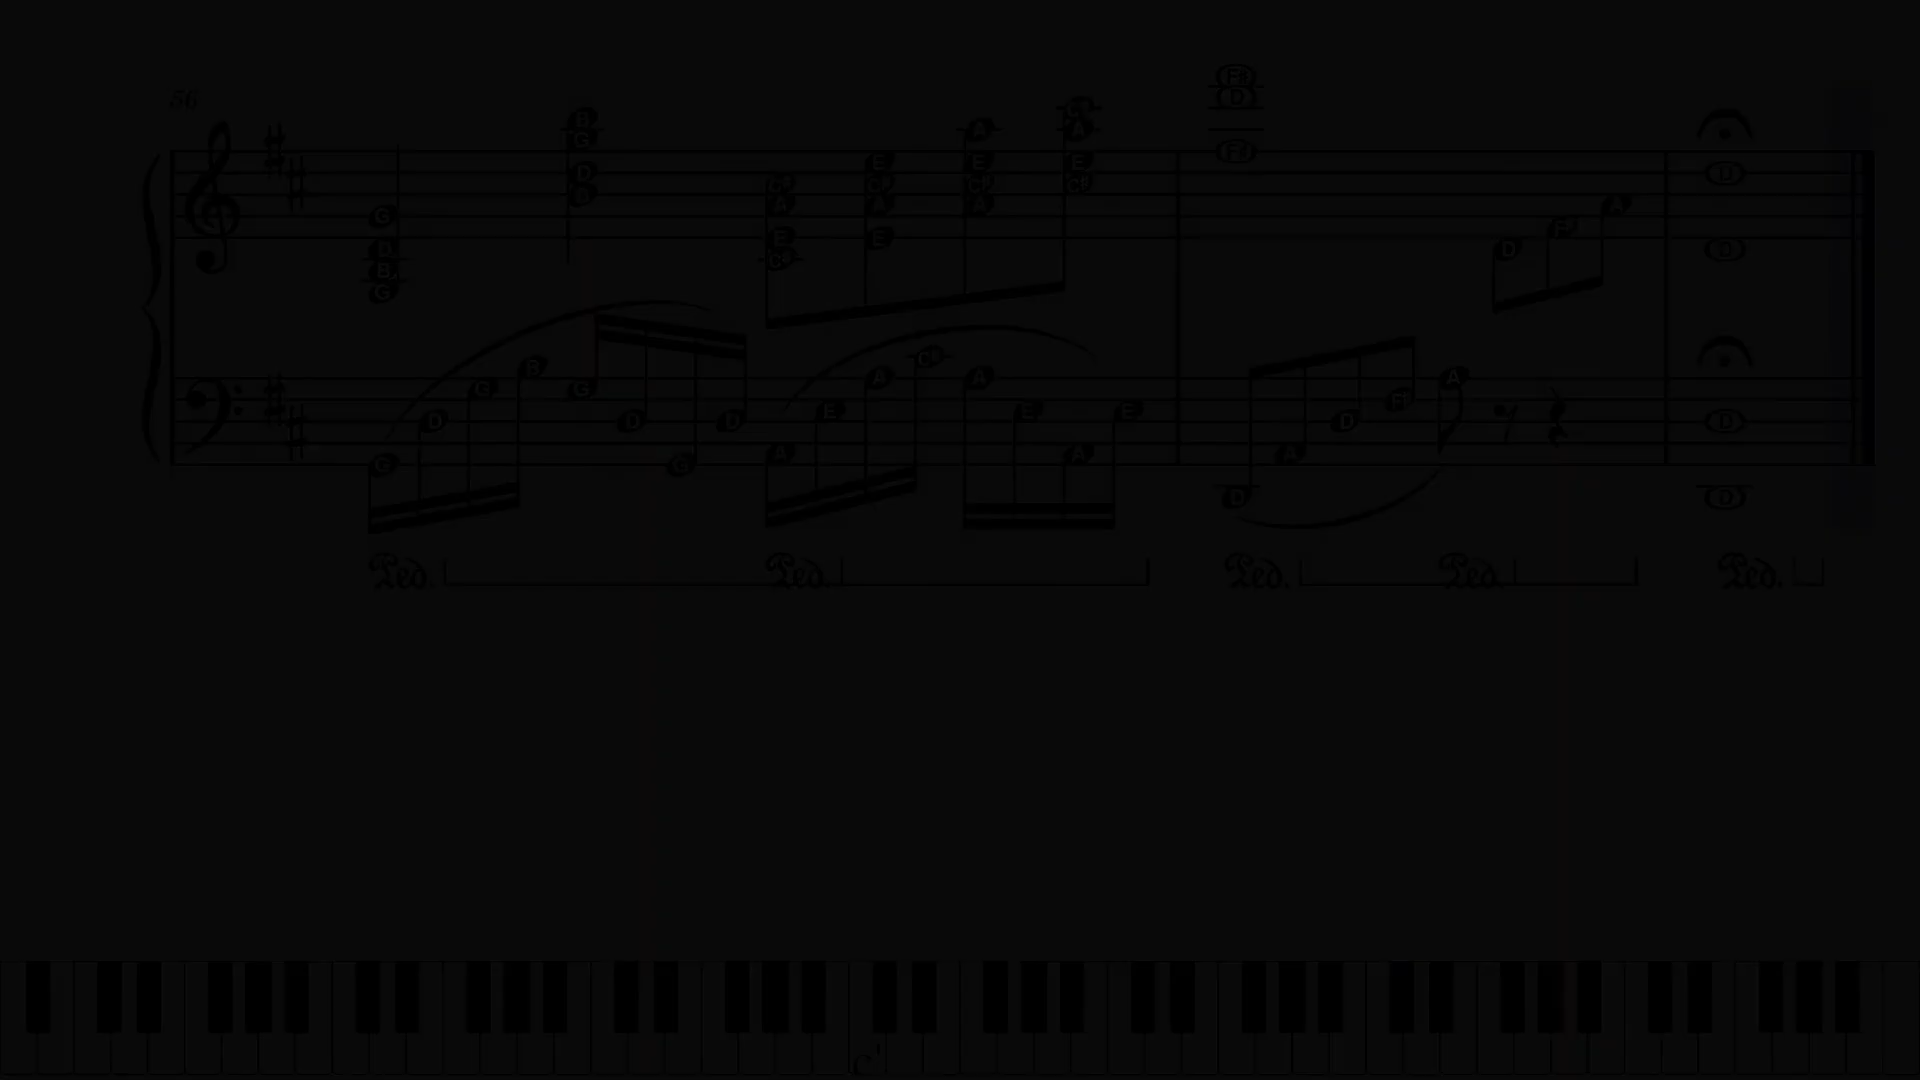 56
F# D F#
B G D B
G D B G
C# A E C#
E C# A E
A E C# A
C# A E C#
D F# A
D D
G D G B G D G D
A E A C# A E A E
D A D F# A
D D
Ped. Ped. Ped. Ped. Ped.
C'